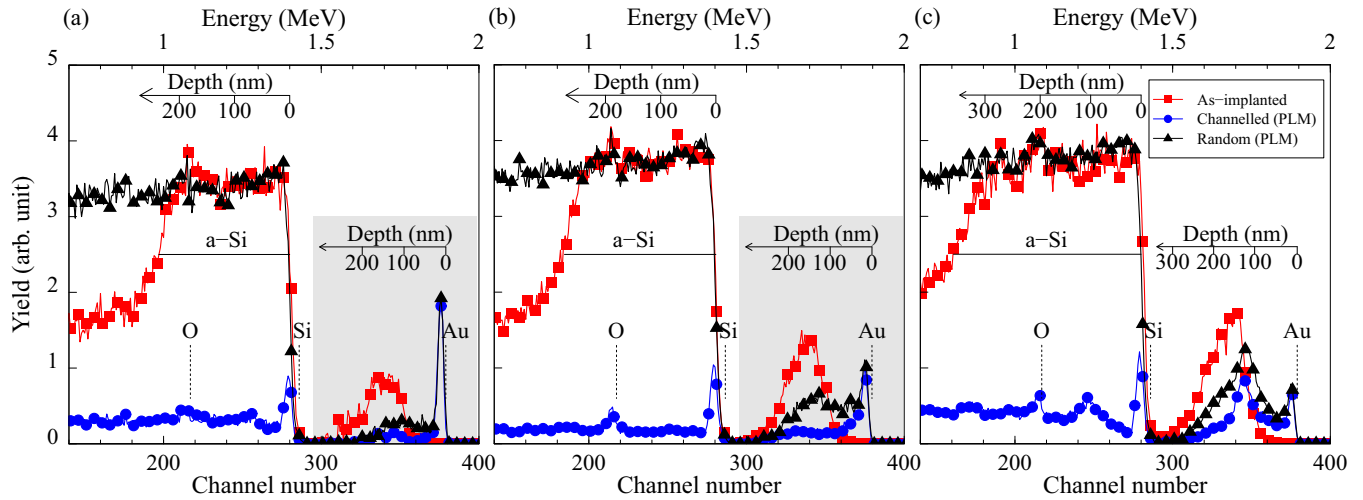 (a)
Energy (MeV)
1
1.5
2
5
4
3
2
1
0
Yield (arb. unit)
Depth (nm)
200
100
0
a−Si
Depth (nm)
200
100
0
O
Si
Au
200
300
400
Channel number
(b)
Energy (MeV)
1
1.5
2
Depth (nm)
200
100
0
a−Si
Depth (nm)
200
100
0
O
Si
Au
200
300
400
Channel number
(c)
Energy (MeV)
1
1.5
2
Depth (nm)
300
200
100
0
As−implanted
Channelled (PLM)
Random (PLM)
a−Si
Depth (nm)
300
200
100
0
O
Si
Au
200
300
400
Channel number